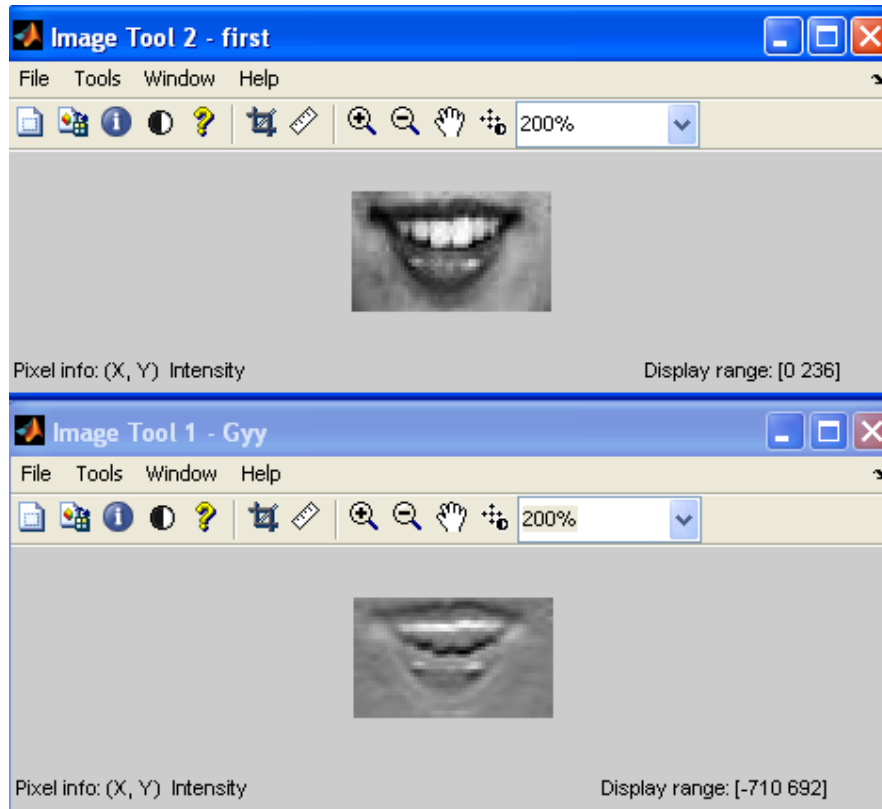 Image Tool 2 - first
File Tools Window Help
200%
Pixel info: (X, Y) Intensity
Display range: [0 236]
Image Tool 1 - Gyy
File Tools Window Help
200%
Pixel info: (X, Y) Intensity
Display range: [-710 692]